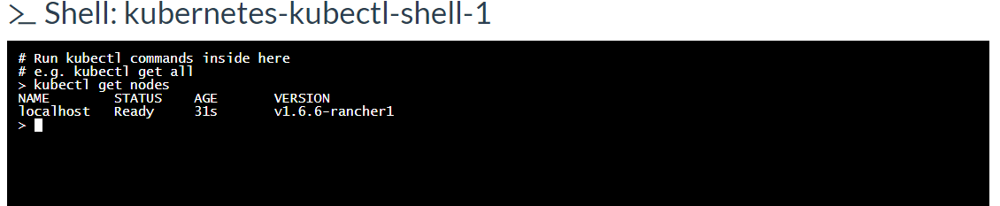 >_ Shell: kubernetes-kubectl-shell-1
# Run kubectl commands inside here
# e.g. kubectl get all
> kubectl get nodes
NAME        STATUS    AGE       VERSION
localhost   Ready     31s       v1.6.6-rancher1
>